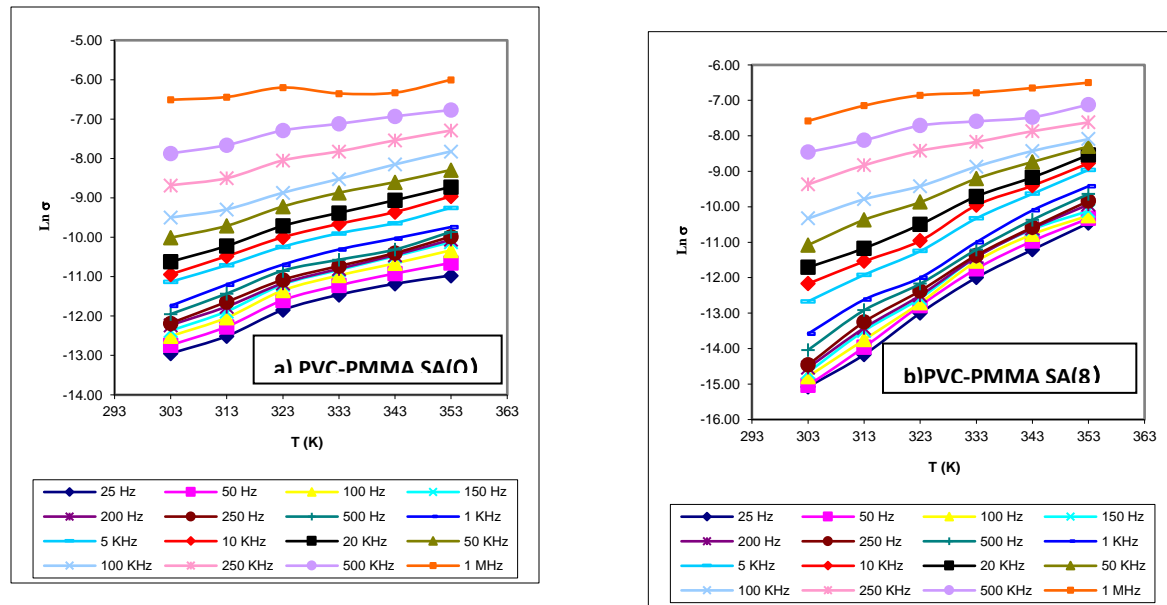 -5.00
-6.00
-7.00
-8.00
-9.00
-10.00
-11.00
-12.00
-13.00
-14.00
Ln σ
293 303 313 323 333 343 353 363
T (K)
a) PVC-PMMA SA(0)
25 Hz 50 Hz 100 Hz 150 Hz
200 Hz 250 Hz 500 Hz 1 KHz
5 KHz 10 KHz 20 KHz 50 KHz
100 KHz 250 KHz 500 KHz 1 MHz
-6.00
-7.00
-8.00
-9.00
-10.00
-11.00
-12.00
-13.00
-14.00
-15.00
-16.00
Ln σ
293 303 313 323 333 343 353 363
T (K)
b)PVC-PMMA SA(8)
25 Hz 50 Hz 100 Hz 150 Hz
200 Hz 250 Hz 500 Hz 1 KHz
5 KHz 10 KHz 20 KHz 50 KHz
100 KHz 250 KHz 500 KHz 1 MHz